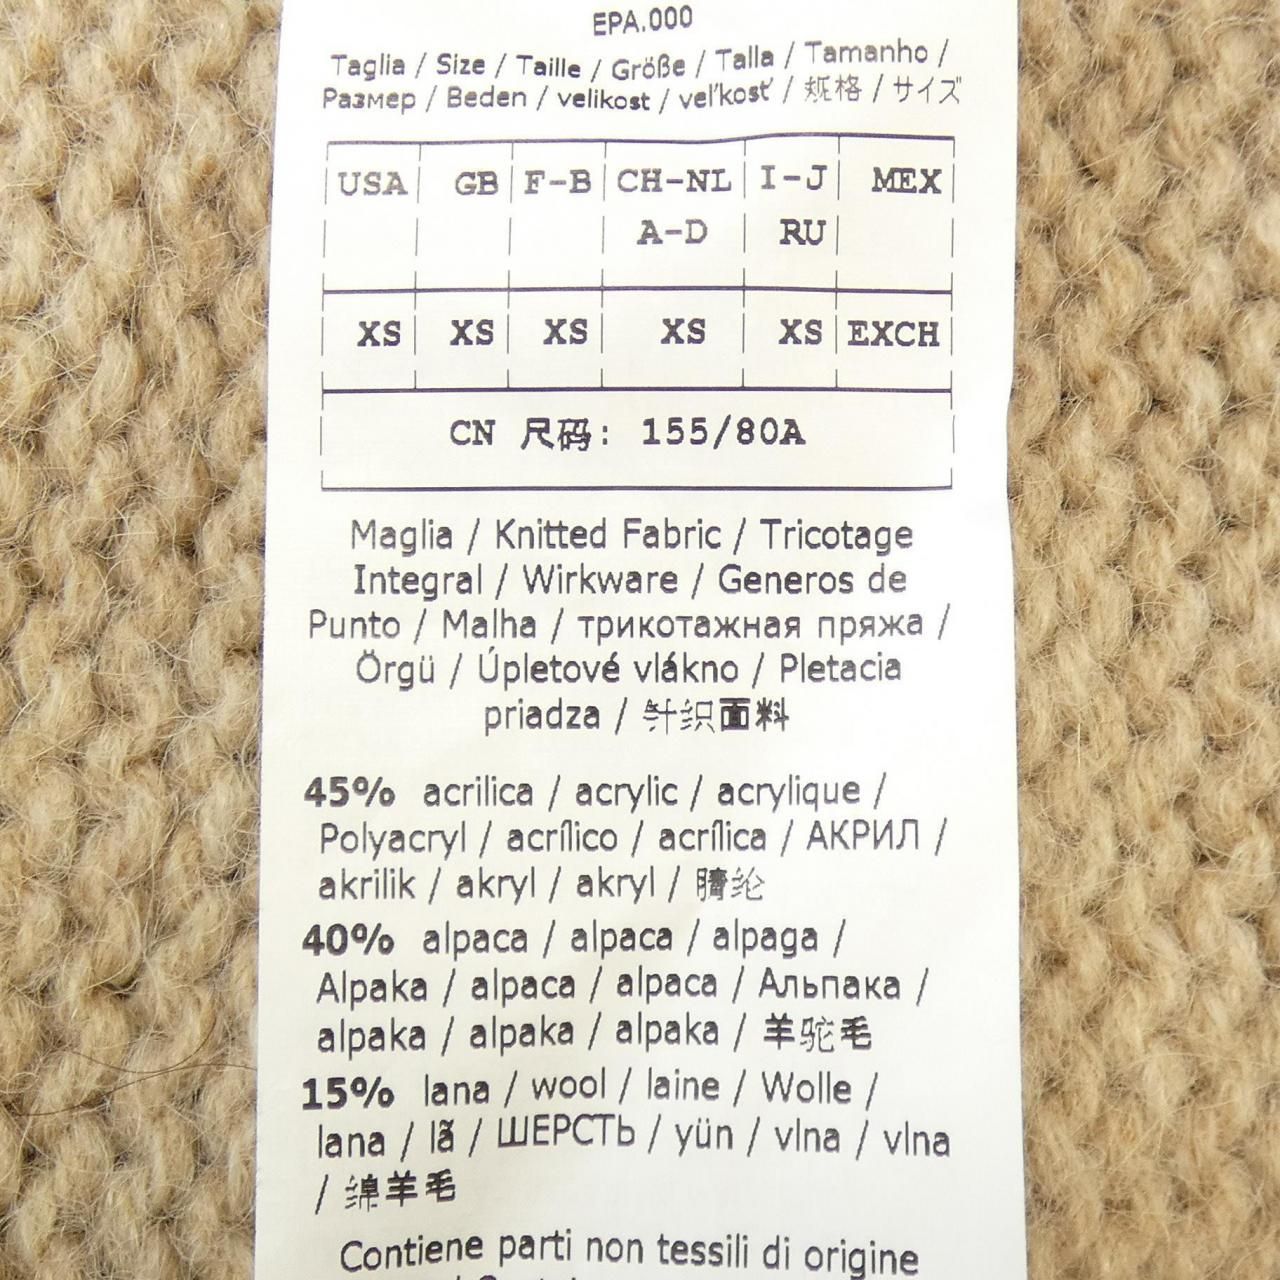 EPA.000
Taglia / Size / Taille / Größe / Talla / Tamanho /
Размер / Beden / velikost / veľkosť / 规格 / サイズ
USA GB F-B CH-NL I-J MEX
A-D RU
XS XS XS XS XS EXCH
CN 尺码: 155/80A
Maglia / Knitted Fabric / Tricotage
Integral / Wirkware / Generos de
Punto / Malha / трикотажная пряжа /
Örgü / Úpletové vlákno / Pletacia
priadza / 针织面料
45% acrilica / acrylic / acrylique /
Polyacryl / acrílico / acrílica / АКРИЛ /
akrilik / akryl / akryl / 腈纶
40% alpaca / alpaca / alpaga /
Alpaka / alpaca / alpaca / Альпака /
alpaka / alpaka / alpaka / 羊驼毛
15% lana / wool / laine / Wolle /
lana / lã / ШЕРСТЬ / yün / vlna / vlna
/ 绵羊毛
Contiene parti non tessili di origine